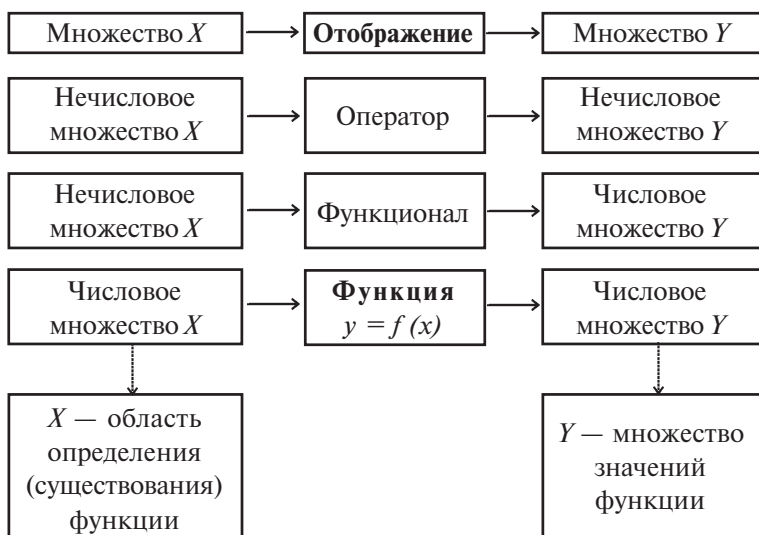 Множество X
Отображение
Множество Y
Нечисловое
множество X
Оператор
Нечисловое
множество Y
Нечисловое
множество X
Функционал
Числовое
множество Y
Числовое
множество X
Функция
y = f (x)
Числовое
множество Y
X — область
определения
(существования)
функции
Y — множество
значений
функции